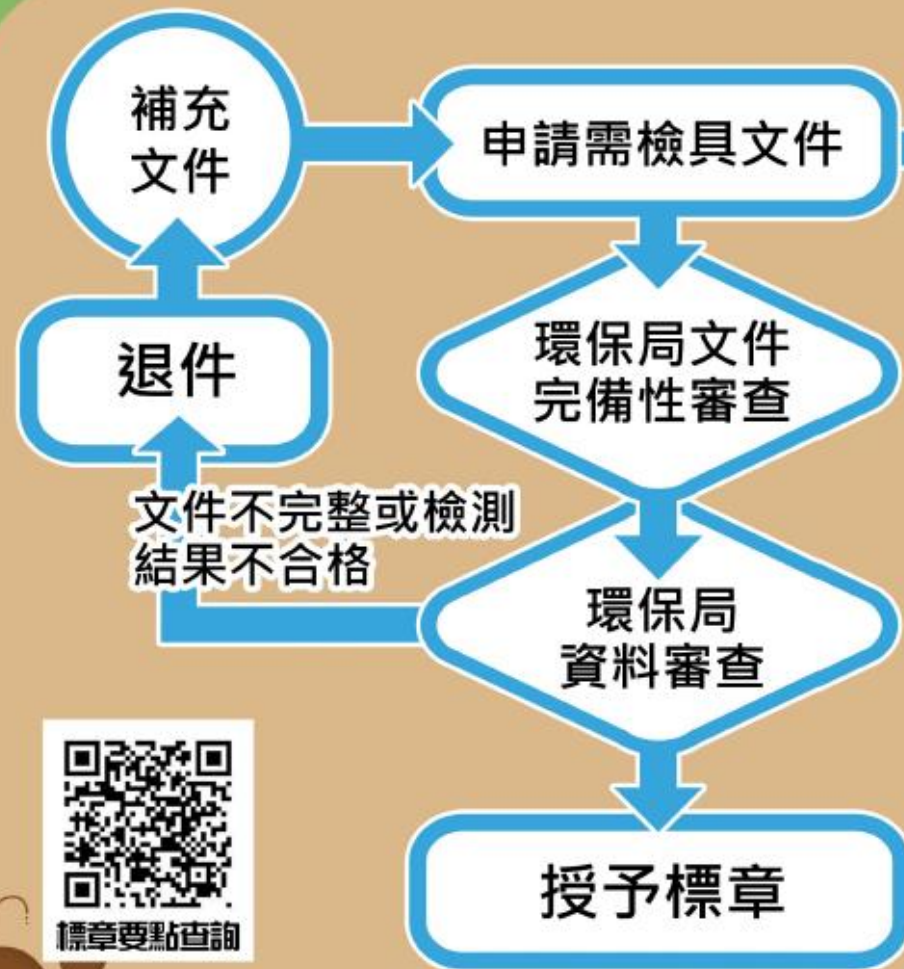 補充
文件
申請需檢具文件
退件
環保局文件
完備性審查
文件不完整或檢測
結果不合格
環保局
資料審查
授予標章
標章要點查詢